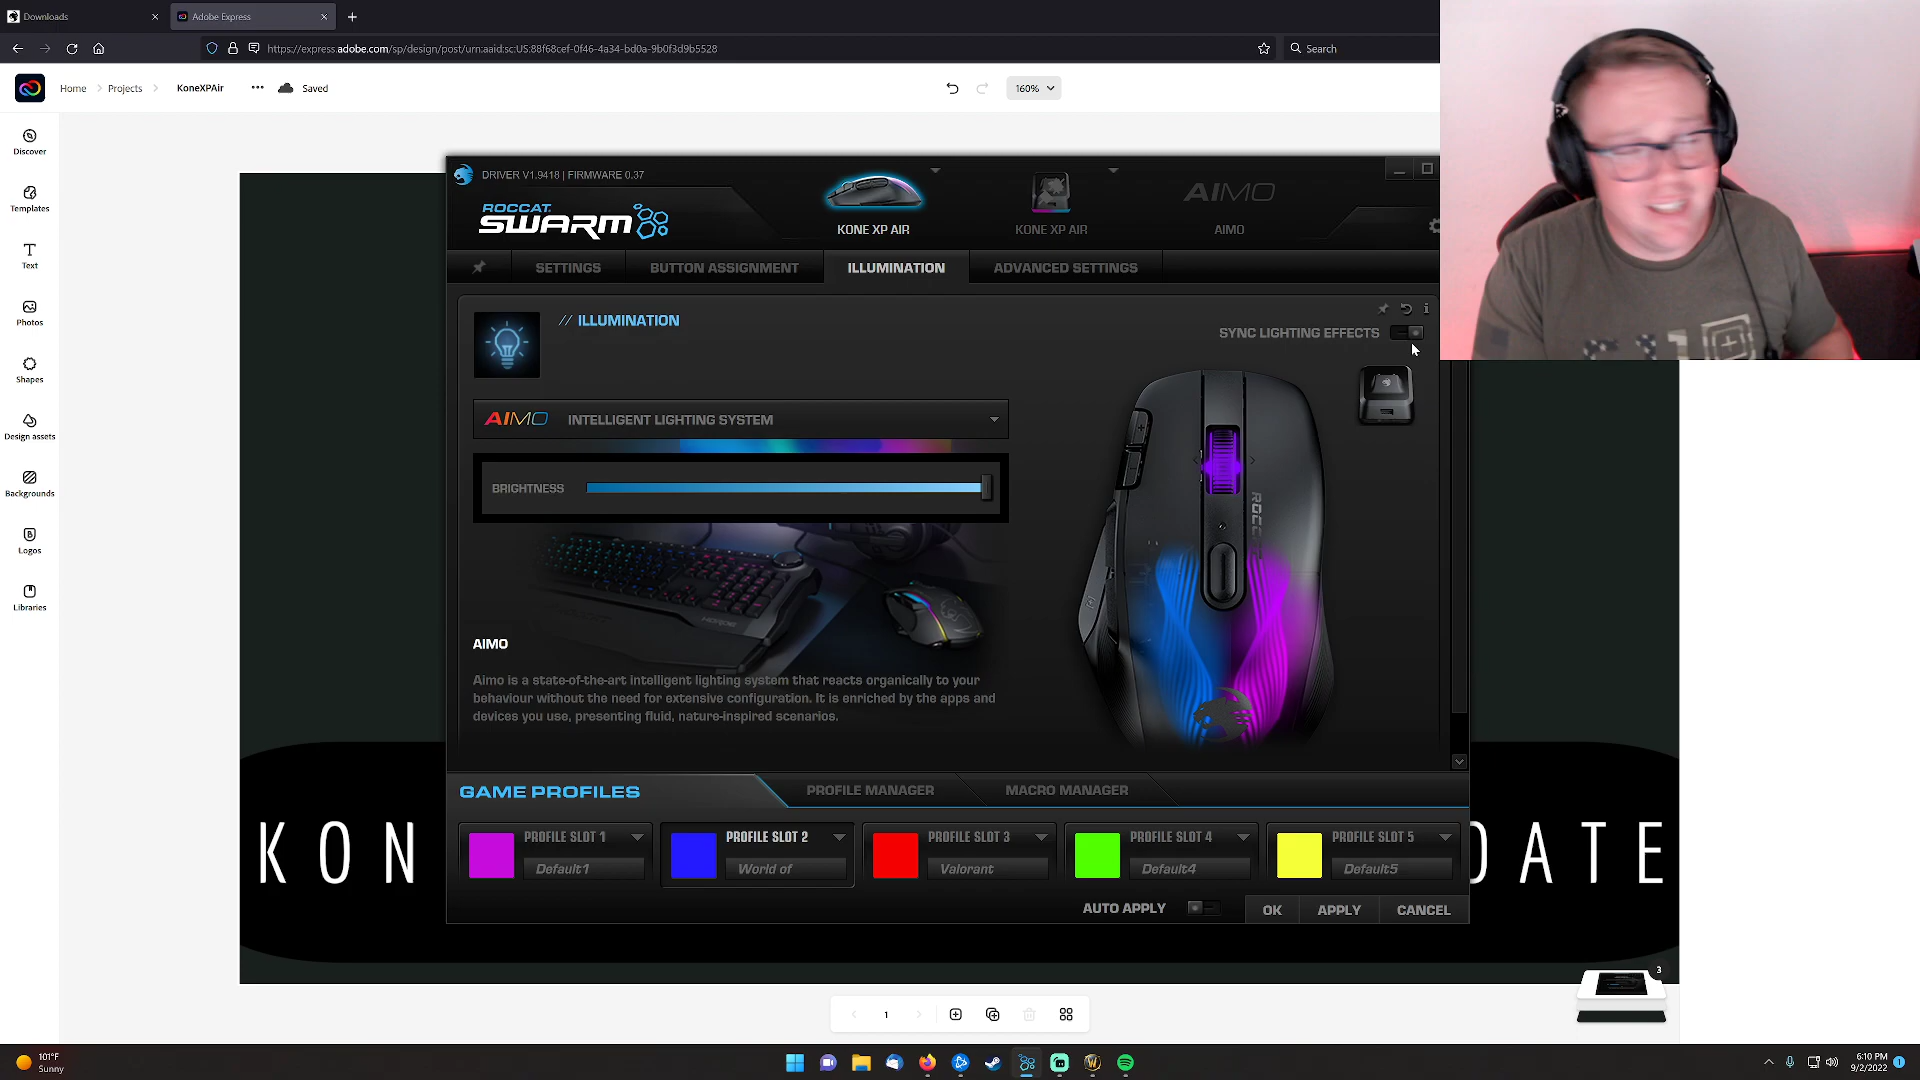 Downloads
Adobe Express
https://express.adobe.com/sp/design/post/urn:aaid:sc:US:88f68cef-0f46-4a34-bd0a-9b0f3d9b5528
Search
Home
Projects
KoneXPAir
Saved
160%
Discover
Templates
Text
Photos
Shapes
Design assets
Backgrounds
Logos
Libraries
DRIVER V1.9418 | FIRMWARE 0.37
ROCCAT
SWARM
KONE XP AIR
KONE XP AIR
AIMO
AIMO
SETTINGS
BUTTON ASSIGNMENT
ILLUMINATION
ADVANCED SETTINGS
// ILLUMINATION
SYNC LIGHTING EFFECTS
AIMO INTELLIGENT LIGHTING SYSTEM
BRIGHTNESS
AIMO
Aimo is a state-of-the-art intelligent lighting system that reacts organically to your
behaviour without the need for extensive configuration. It is enriched by the apps and
devices you use, presenting fluid, nature-inspired scenarios.
GAME PROFILES
PROFILE MANAGER
MACRO MANAGER
PROFILE SLOT 1
Default1
PROFILE SLOT 2
World of
PROFILE SLOT 3
Valorant
PROFILE SLOT 4
Default4
PROFILE SLOT 5
Default5
AUTO APPLY
OK
APPLY
CANCEL
KON
DATE
3
1
101°F
Sunny
6:10 PM
9/2/2022
1